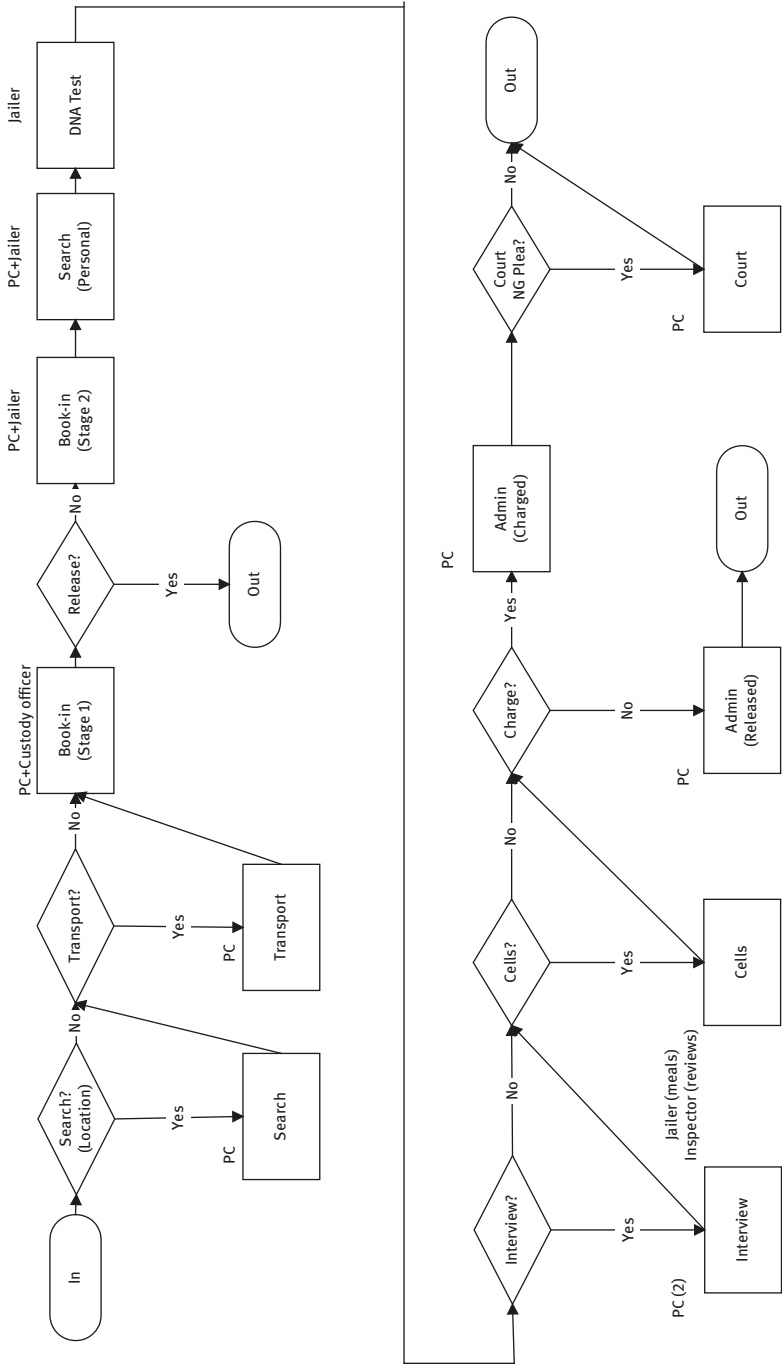 In
Search?
(Location)
No
Yes
PC
Search
Transport?
No
Yes
PC
Transport
PC+Custody officer
Book-in
(Stage 1)
Release?
No
Yes
Out
PC+Jailer
Book-in
(Stage 2)
PC+Jailer
Search
(Personal)
Jailer
DNA Test
Interview?
No
Yes
PC (2)
Interview
Cells?
No
Yes
Jailer (meals)
Inspector (reviews)
Cells
Charge?
Yes
No
PC
Admin
(Released)
Out
PC
Admin
(Charged)
Court
NG Plea?
No
Yes
PC
Court
Out